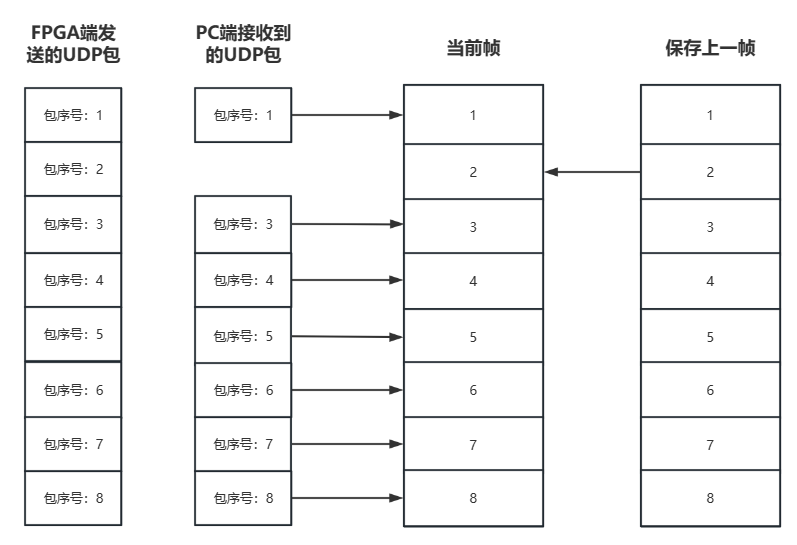 FPGA端发
送的UDP包
PC端接收到
的UDP包
当前帧
保存上一帧
包序号：1
包序号：1
1
1
包序号：2
2
2
包序号：3
包序号：3
3
3
包序号：4
包序号：4
4
4
包序号：5
包序号：5
5
5
包序号：6
包序号：6
6
6
包序号：7
包序号：7
7
7
包序号：8
包序号：8
8
8